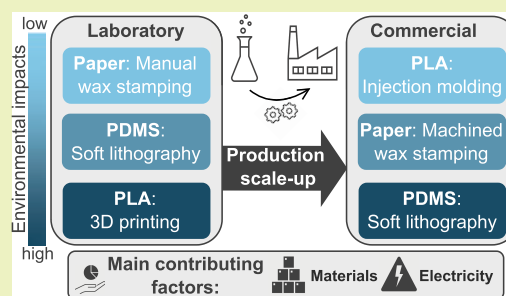 low
Environmental impacts
high
Laboratory
Paper: Manual
wax stamping
PDMS:
Soft lithography
PLA:
3D printing
Production
scale-up
Commercial
PLA:
Injection molding
Paper: Machined
wax stamping
PDMS:
Soft lithography
Main contributing
factors:
Materials
Electricity